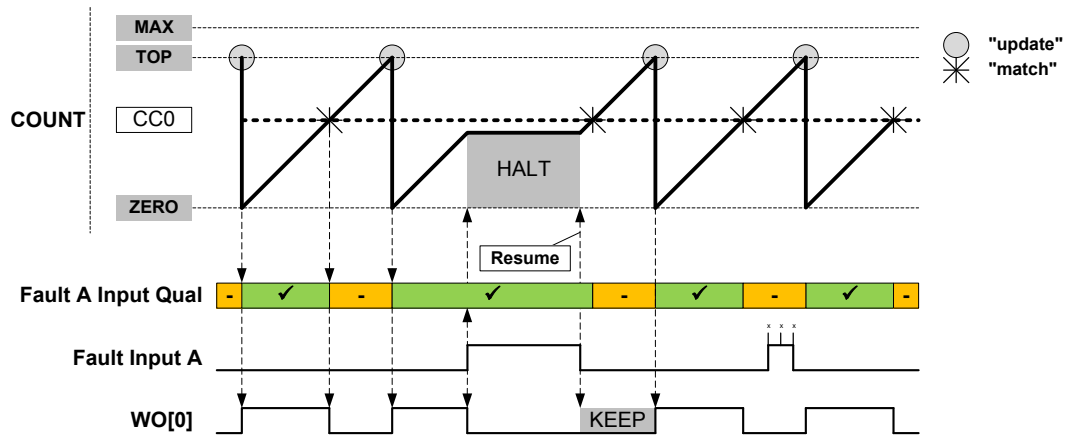 MAX
TOP
"update"
"match"
COUNT
CC0
HALT
ZERO
Resume
Fault A Input Qual
- ✓ - ✓ - ✓ - ✓ -
x x x
Fault Input A
WO[0]
KEEP